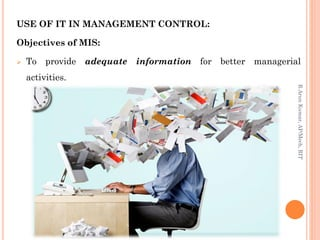 USE OF IT IN MANAGEMENT CONTROL:
Objectives of MIS:
To provide adequate information for better managerial
activities.
B.Arun Kumar, AP/Mech, BIT